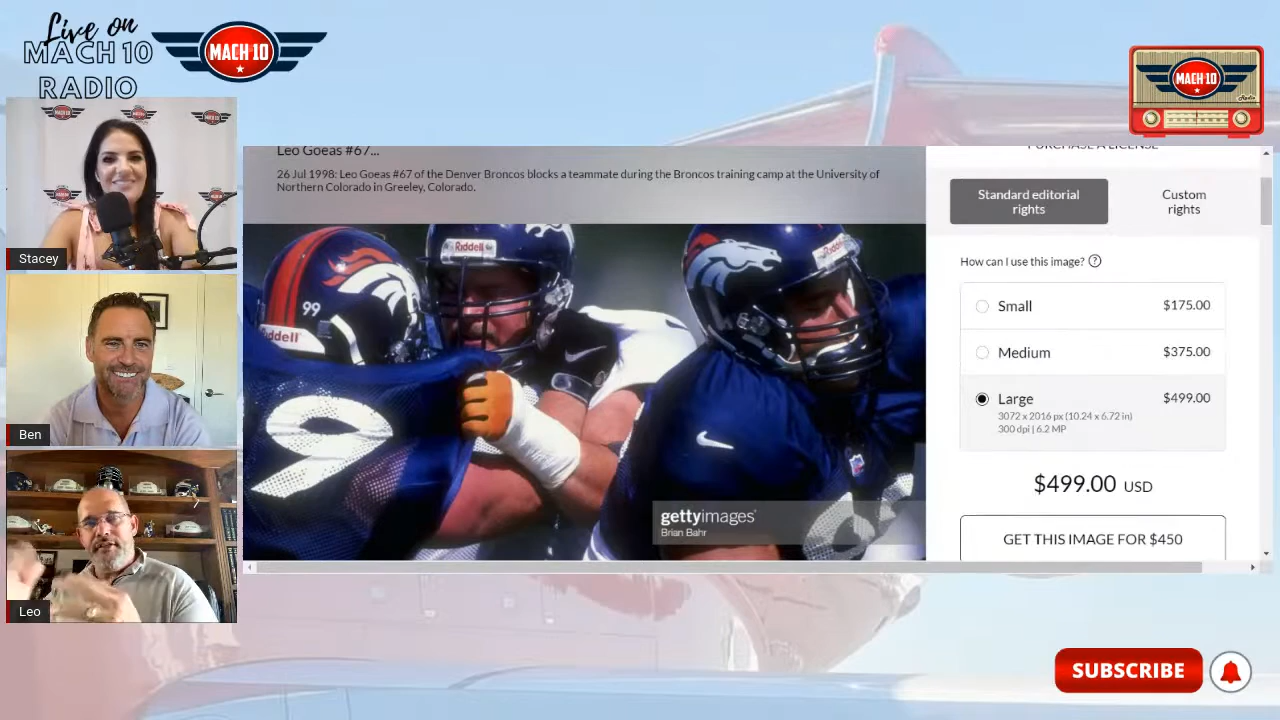 Live on
MACH 10
RADIO
MACH 10
MACH 10
Radio
Stacey
Ben
Leo
Leo Goeas #67...
26 Jul 1998: Leo Goeas #67 of the Denver Broncos blocks a teammate during the Broncos training camp at the University of
Northern Colorado in Greeley, Colorado.
99
Riddell
Riddell
Riddell
9
gettyimages®
Brian Bahr
PURCHASE A LICENSE
Standard editorial
rights
Custom
rights
How can I use this image? ?
Small $175.00
Medium $375.00
Large $499.00
3072 x 2016 px (10.24 x 6.72 in)
300 dpi | 6.2 MP
$499.00 USD
GET THIS IMAGE FOR $450
SUBSCRIBE